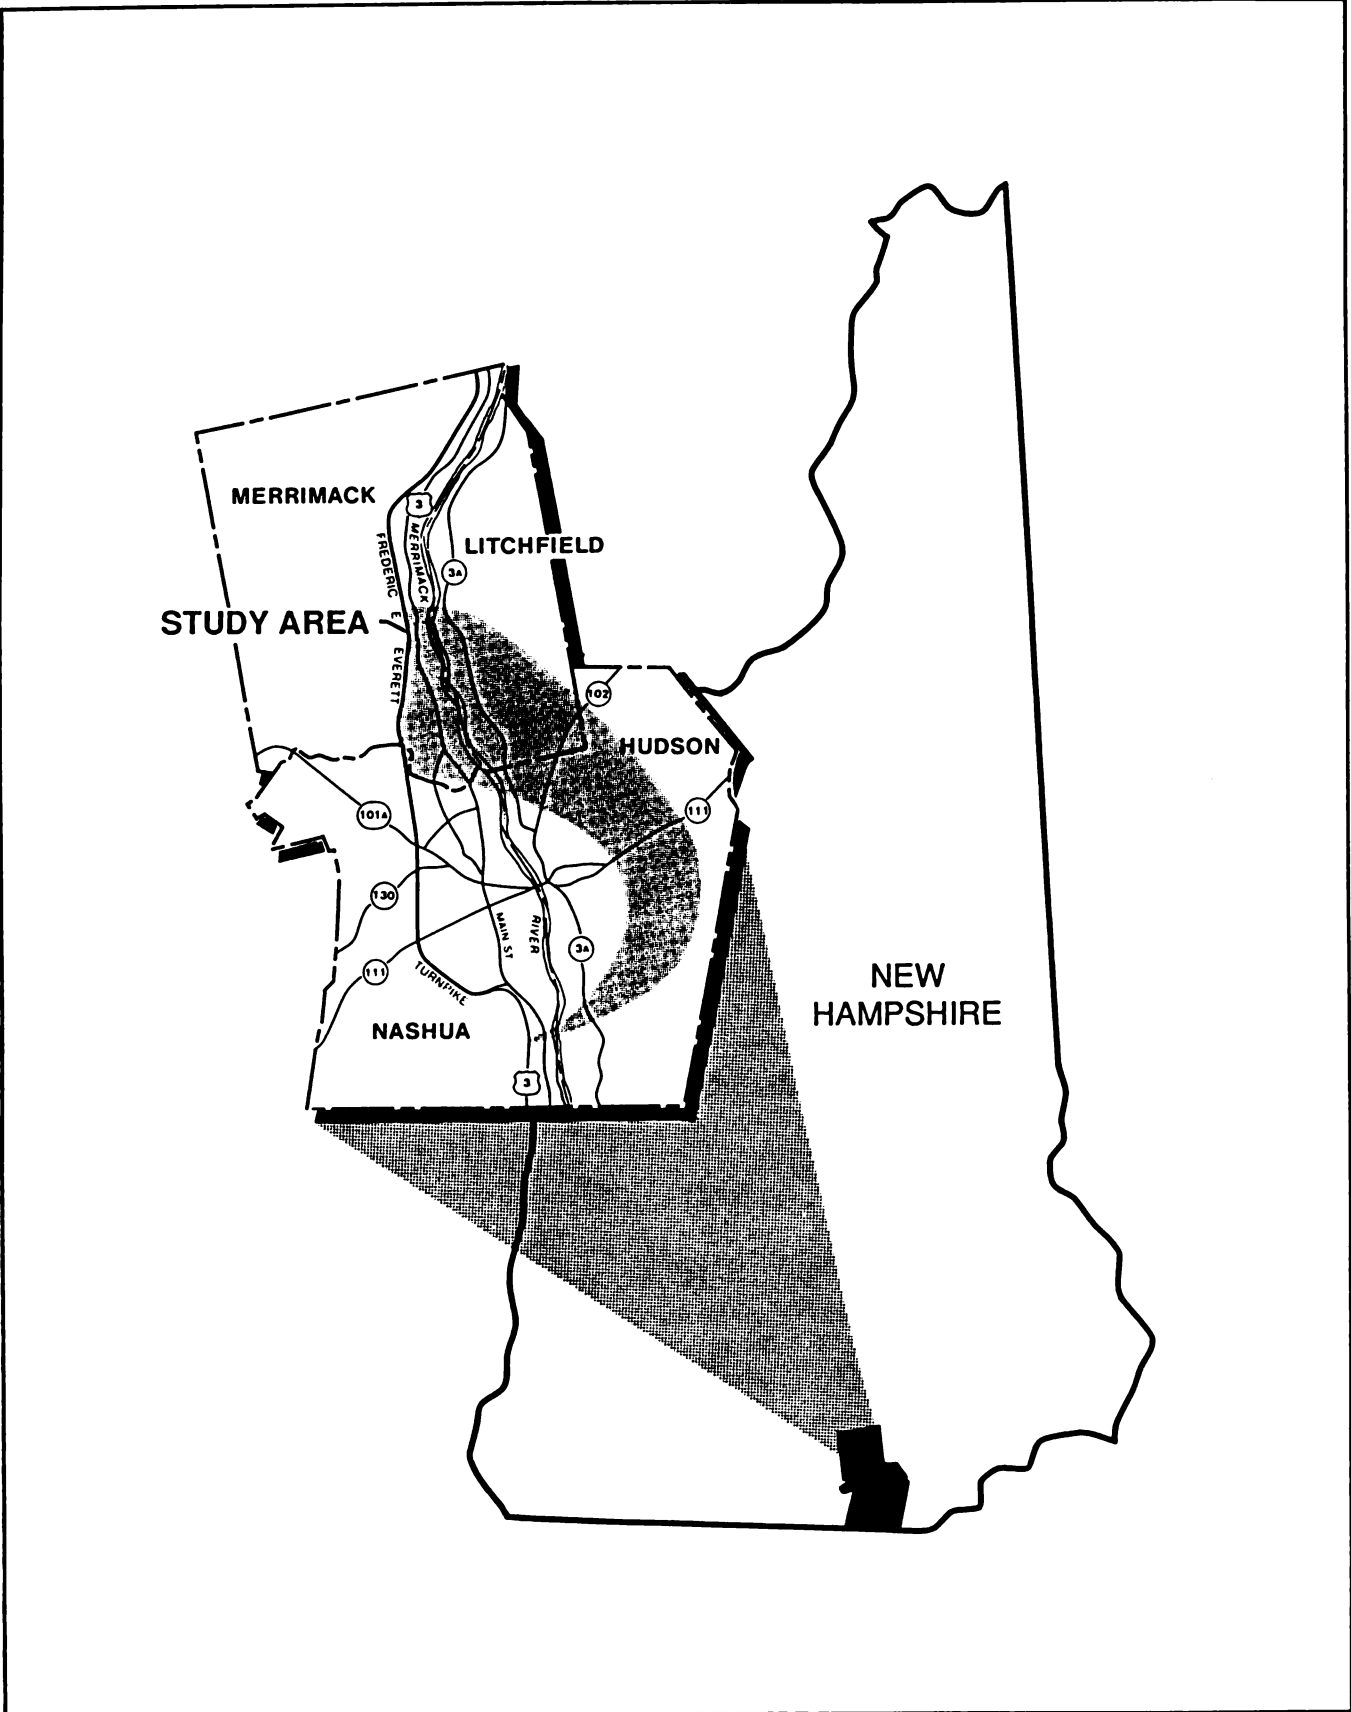 MERRIMACK
3
MERRIMACK
LITCHFIELD
FREDERIC E EVERETT
3A
STUDY AREA
102
HUDSON
101A
111
130
MAIN ST
RIVER
3A
111
TURNPIKE
NEW
HAMPSHIRE
NASHUA
3